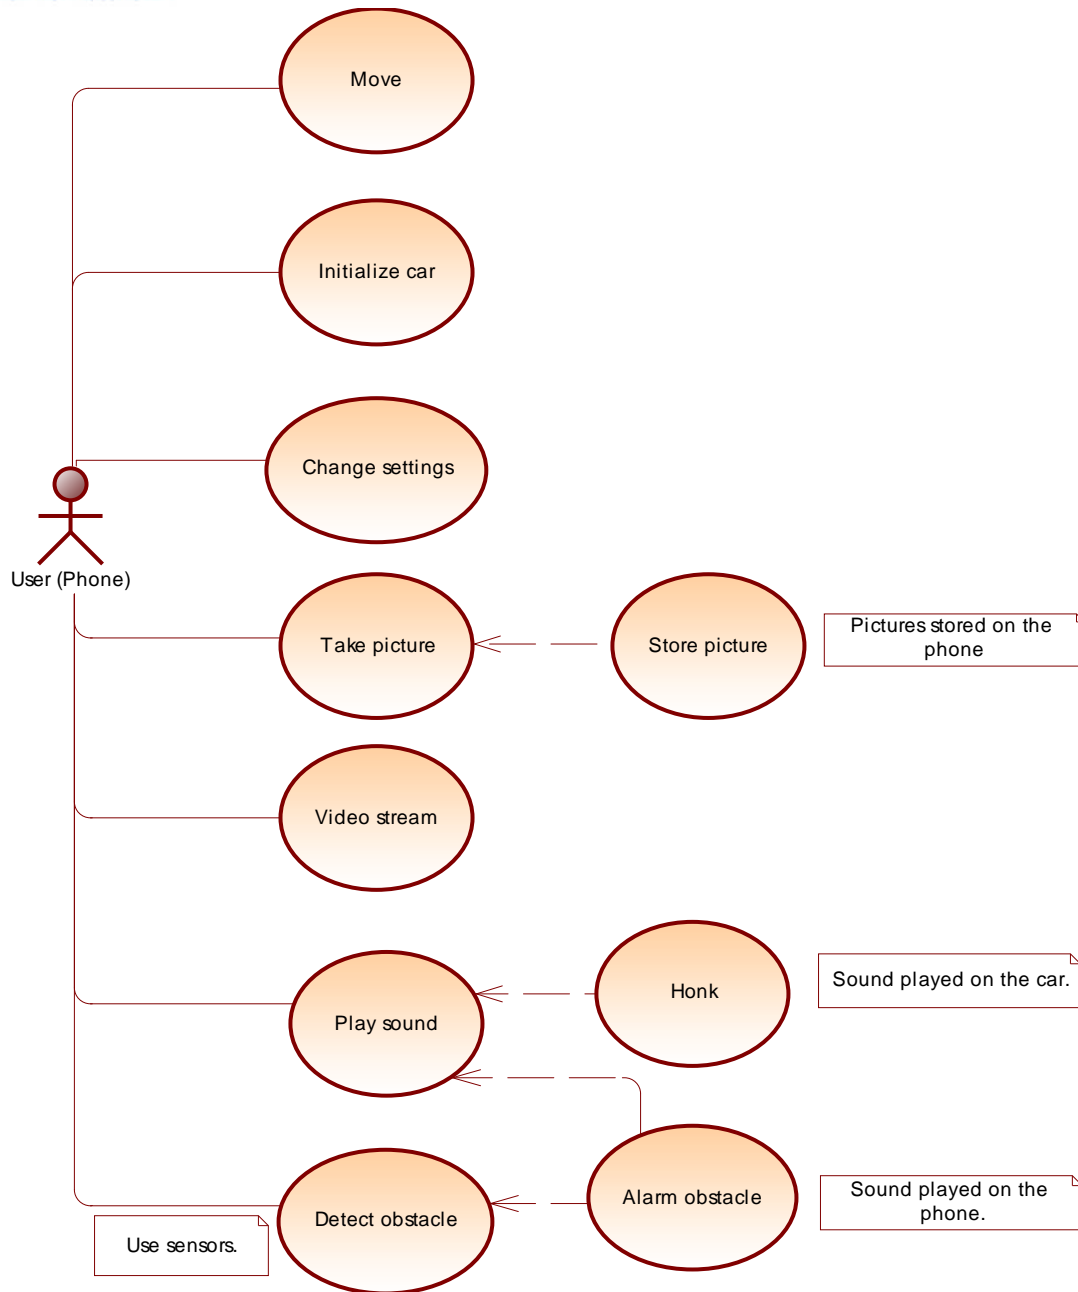 Move
Initialize car
Change settings
User (Phone)
Take picture
Store picture
Pictures stored on the
phone
Video stream
Honk
Sound played on the car.
Play sound
Alarm obstacle
Sound played on the
phone.
Detect obstacle
Use sensors.